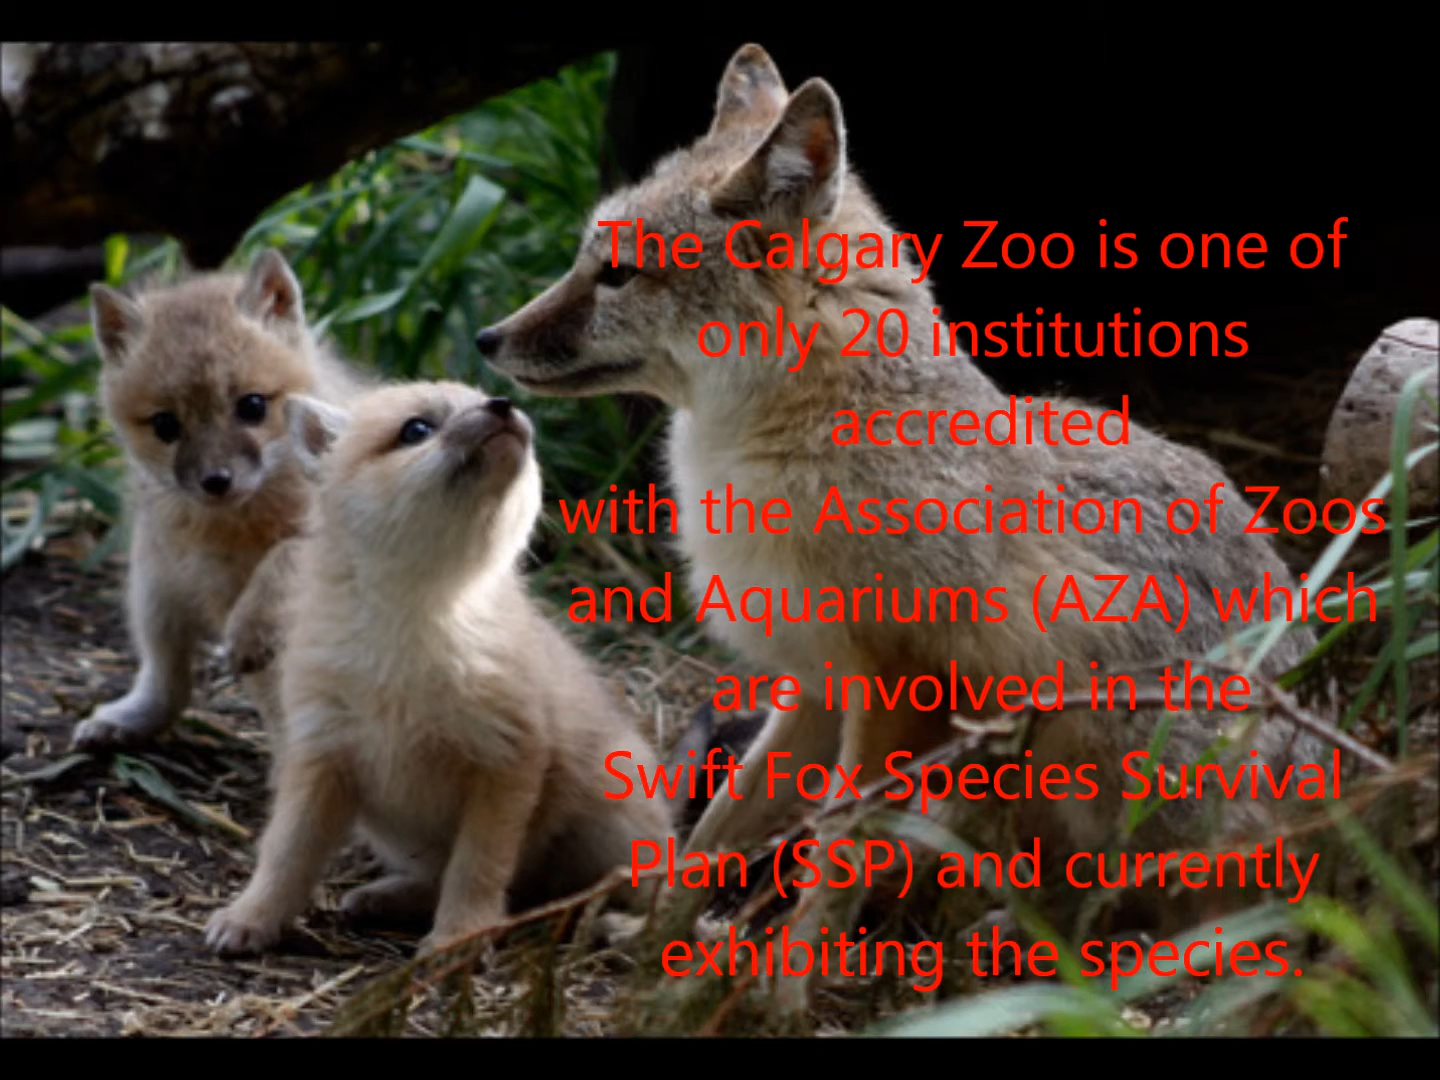 The Calgary Zoo is one of
only 20 institutions
accredited
with the Association of Zoos
and Aquariums (AZA) which
are involved in the
Swift Fox Species Survival
Plan (SSP) and currently
exhibiting the species.